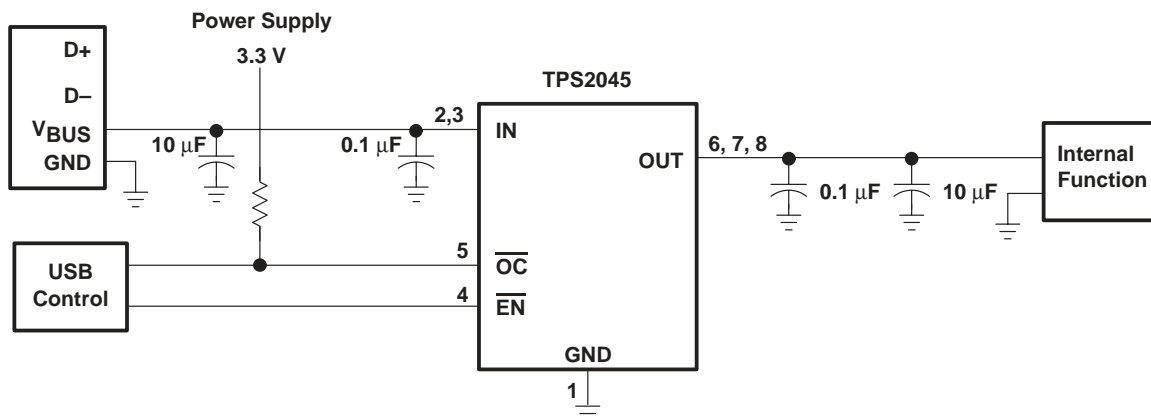 Power Supply
3.3 V
D+
D–
VBUS
GND
10 μF
0.1 μF
2,3
TPS2045
IN
OUT
6, 7, 8
0.1 μF
10 μF
Internal
Function
USB
Control
5
OC
4
EN
GND
1